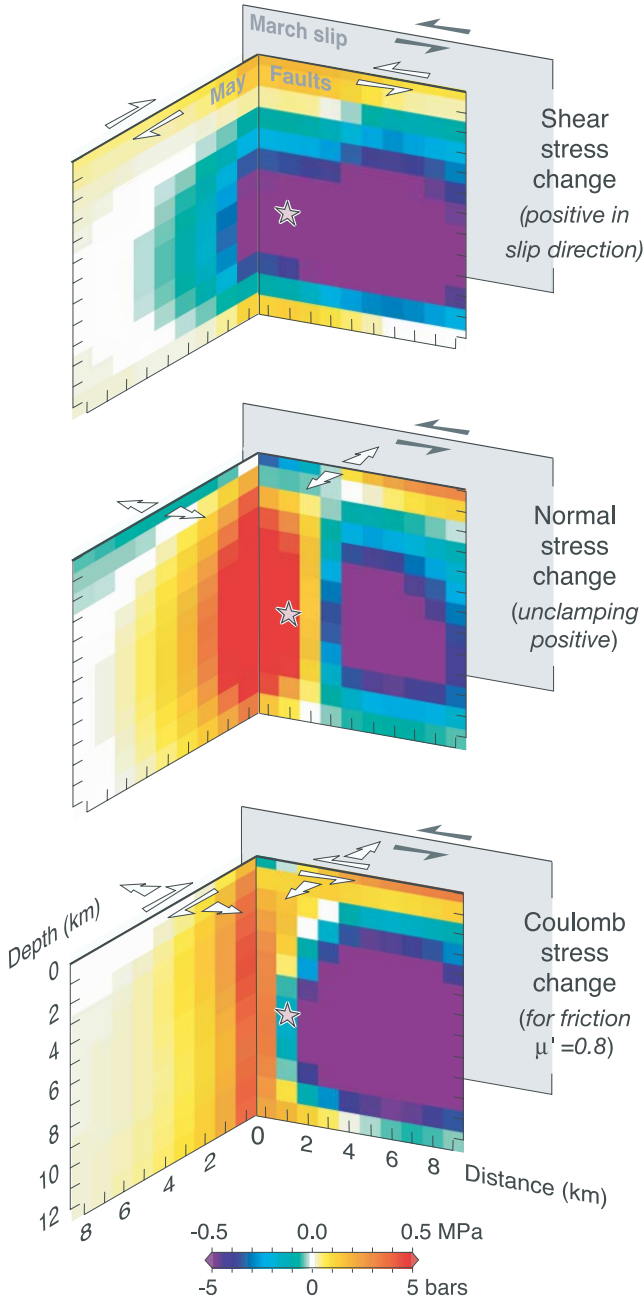 March slip
May Faults
Shear
stress
change
(positive in
slip direction)
Normal
stress
change
(unclamping
positive)
Coulomb
stress
change
(for friction
μ'=0.8)
Depth (km)
0
2
4
6
8
10
12
8 6 4 2 0 2 4 6 8
Distance (km)
-0.5 0.0 0.5 MPa
-5 0 5 bars